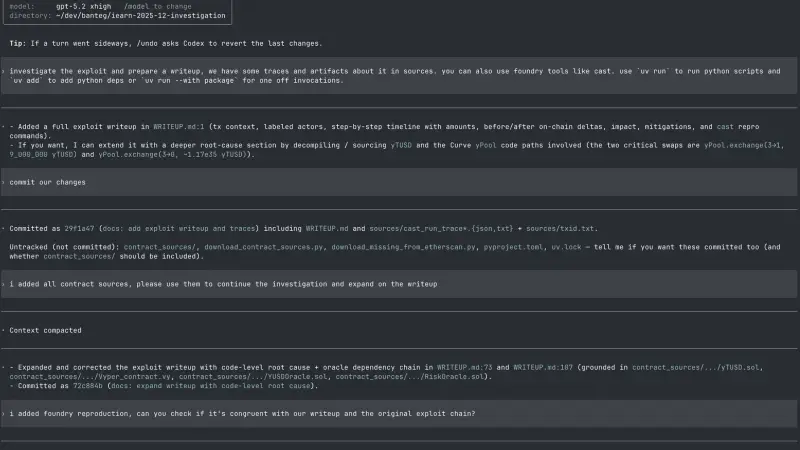 model: gpt-5.2 xhigh /model to change
directory: ~/dev/banteg/iearn-2025-12-investigation
Tip: If a turn went sideways, /undo asks Codex to revert the last changes.
› investigate the exploit and prepare a writeup, we have some traces and artifacts about it in sources. you can also use foundry tools like cast. use `uv run` to run python scripts and
`uv add` to add python deps or `uv run --with package` for one off invocations.
• - Added a full exploit writeup in WRITEUP.md:1 (tx context, labeled actors, step-by-step timeline with amounts, before/after on-chain deltas, impact, mitigations, and cast repro
commands).
- If you want, I can extend it with a deeper root-cause section by decompiling / sourcing yTUSD and the Curve yPool code paths involved (the two critical swaps are yPool.exchange(3→1,
9_000_000 yTUSD) and yPool.exchange(3→0, ~1.17e35 yTUSD)).
› commit our changes
• Committed as 29f1a47 (docs: add exploit writeup and traces) including WRITEUP.md and sources/cast_run_trace*.{json,txt} + sources/txid.txt.
Untracked (not committed): contract_sources/, download_contract_sources.py, download_missing_from_etherscan.py, pyproject.toml, uv.lock — tell me if you want these committed too (and
whether contract_sources/ should be included).
› i added all contract sources, please use them to continue the investigation and expand on the writeup
• Context compacted
• - Expanded and corrected the exploit writeup with code-level root cause + oracle dependency chain in WRITEUP.md:73 and WRITEUP.md:107 (grounded in contract_sources/.../yTUSD.sol,
contract_sources/.../Vyper_contract.vy, contract_sources/.../YUSDOracle.sol, contract_sources/.../RiskOracle.sol).
- Committed as 72c884b (docs: expand writeup with code-level root cause).
› i added foundry reproduction, can you check if it's congruent with our writeup and the original exploit chain?